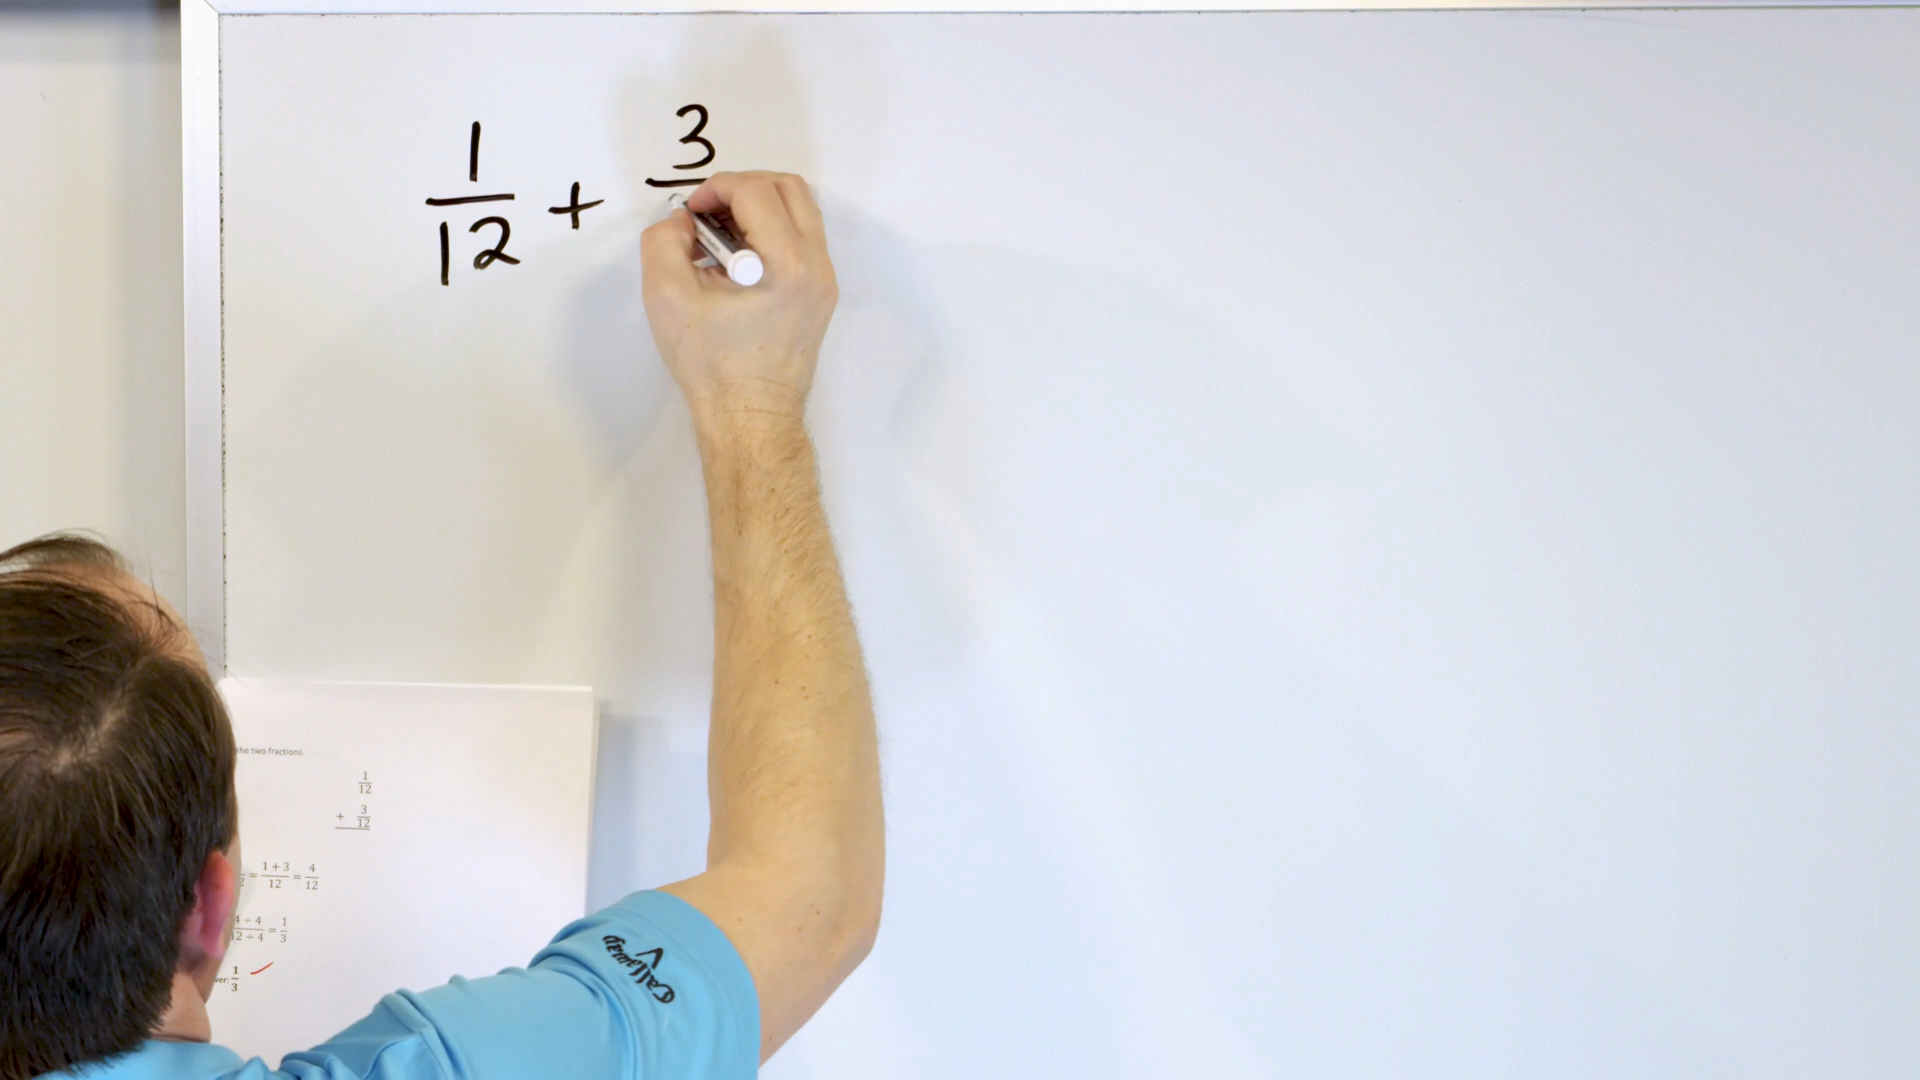 1/12 + 3/
the two fractions.
1/12
+ 3/12
= 1 + 3/12 = 4/12
4 ÷ 4/12 ÷ 4 = 1/3
1/3
Callaway